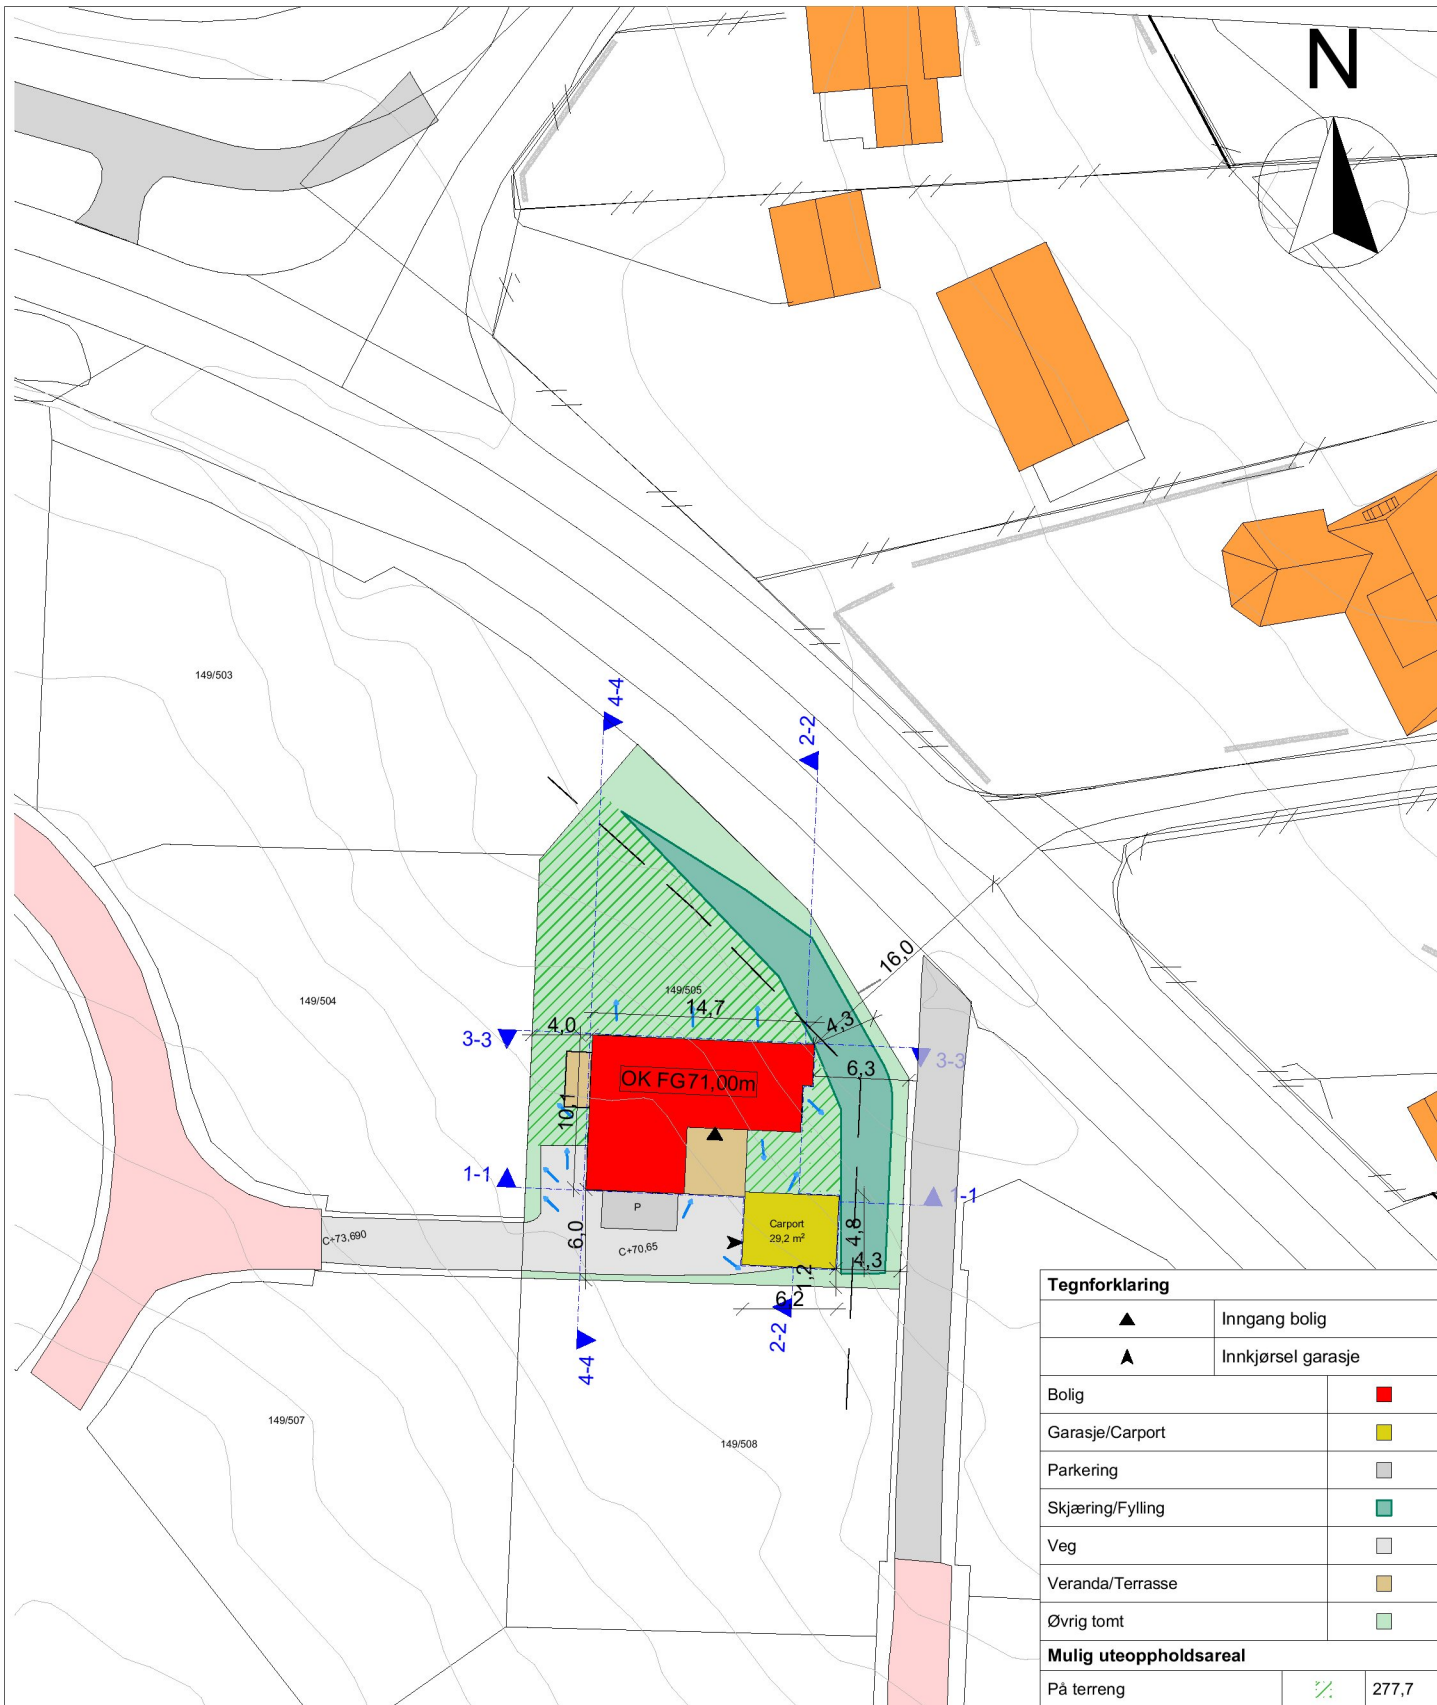 N
149/503
4-4
2-2
16,0
149/504
149/505
14,7
4,0
4,3
3-3
3-3
6,3
OK FG71,00m
10,1
1-1
1-1
P
Carport
29,2 m²
6,0
4,8
C+73,690
C+70,65
4,3
1,2
6,2
2-2
4-4
149/507
149/508
Tegnforklaring
Inngang bolig
Innkjørsel garasje
Bolig
Garasje/Carport
Parkering
Skjæring/Fylling
Veg
Veranda/Terrasse
Øvrig tomt
Mulig uteoppholdsareal
På terreng 277,7